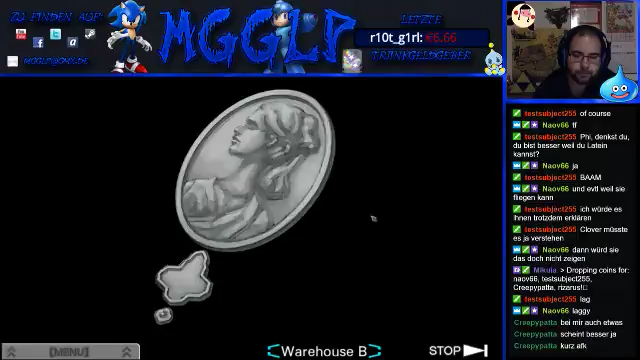 ZU FINDEN AUF:
MGGLP@GMX.DE
MGGLP
LETZTE
r10t_g1rl: €6.66
TRINKGELDGEBER
testsubject255 of course
Naov66 ff
testsubject255: Phi, denkst du,
du bist besser weil du Latein
kannst?
Naov66 ja
testsubject255 BAAM
Naov66 und evtl weil sie
fliegen kann
testsubject255 ich würde es
ihnen trotzdem erklären
testsubject255 Clover müsste
es ja verstehen
Naov66 dann würd sie
das doch nicht zeigen
Mikuia > Dropping coins for:
naov66, testsubject255,
Creepypatta, rizarus!
testsubject255 lag
Naov66 laggy
Creepypatta bei mir auch etwas
Creepypatta scheint besser ja
Creepypatta kurz afk
[MENU]
Warehouse B
STOP